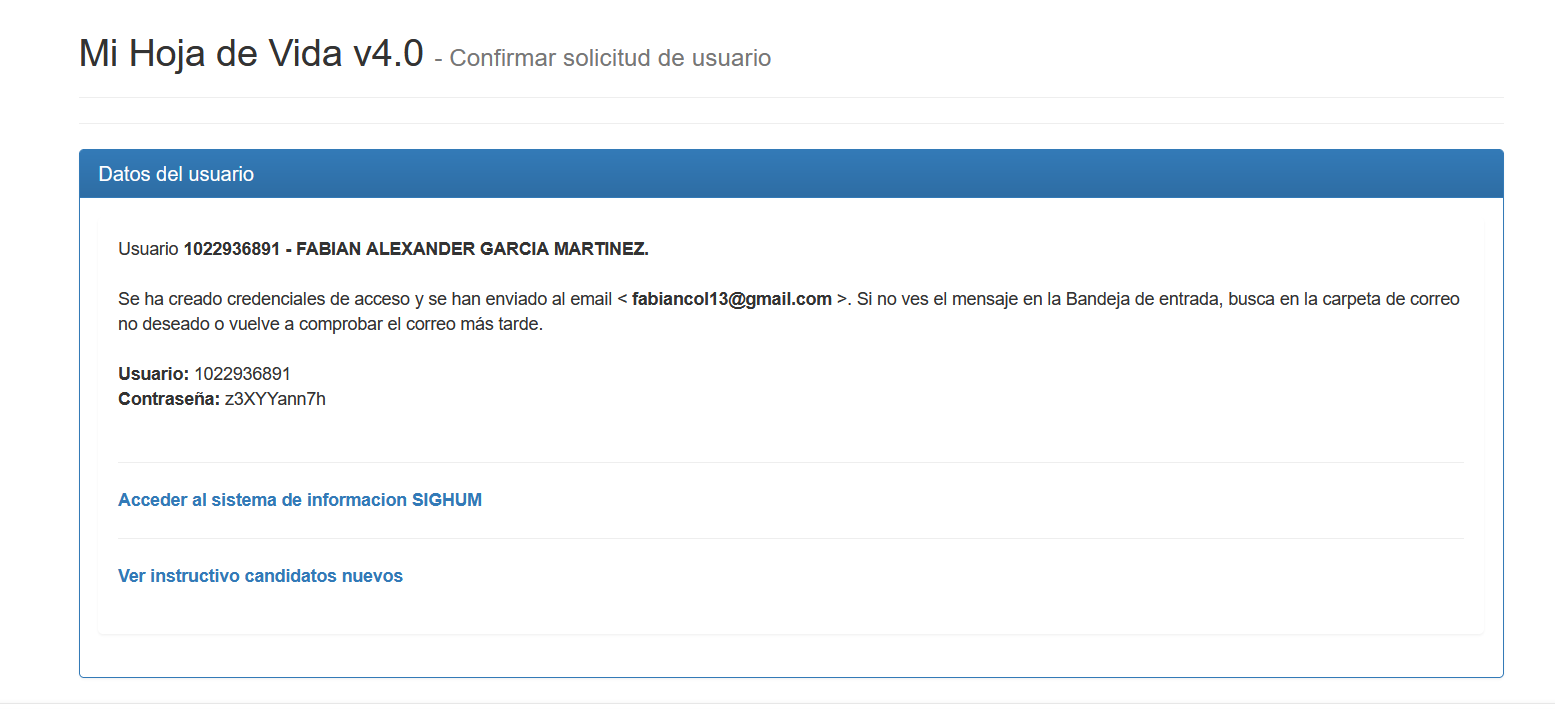 Mi Hoja de Vida v4.0 - Confirmar solicitud de usuario
Datos del usuario
Usuario 1022936891 - FABIAN ALEXANDER GARCIA MARTINEZ.
Se ha creado credenciales de acceso y se han enviado al email < fabiancol13@gmail.com >. Si no ves el mensaje en la Bandeja de entrada, busca en la carpeta de correo
no deseado o vuelve a comprobar el correo más tarde.
Usuario: 1022936891
Contraseña: z3XYYann7h
Acceder al sistema de informacion SIGHUM
Ver instructivo candidatos nuevos